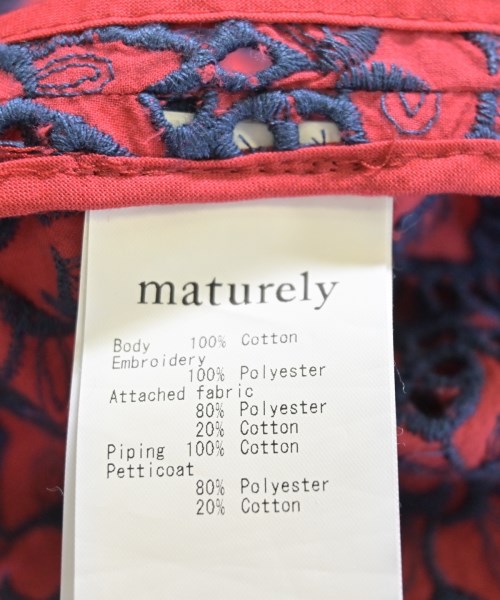 maturely
Body 100% Cotton
Embroidery
100% Polyester
Attached fabric
80% Polyester
20% Cotton
Piping 100% Cotton
Petticoat
80% Polyester
20% Cotton